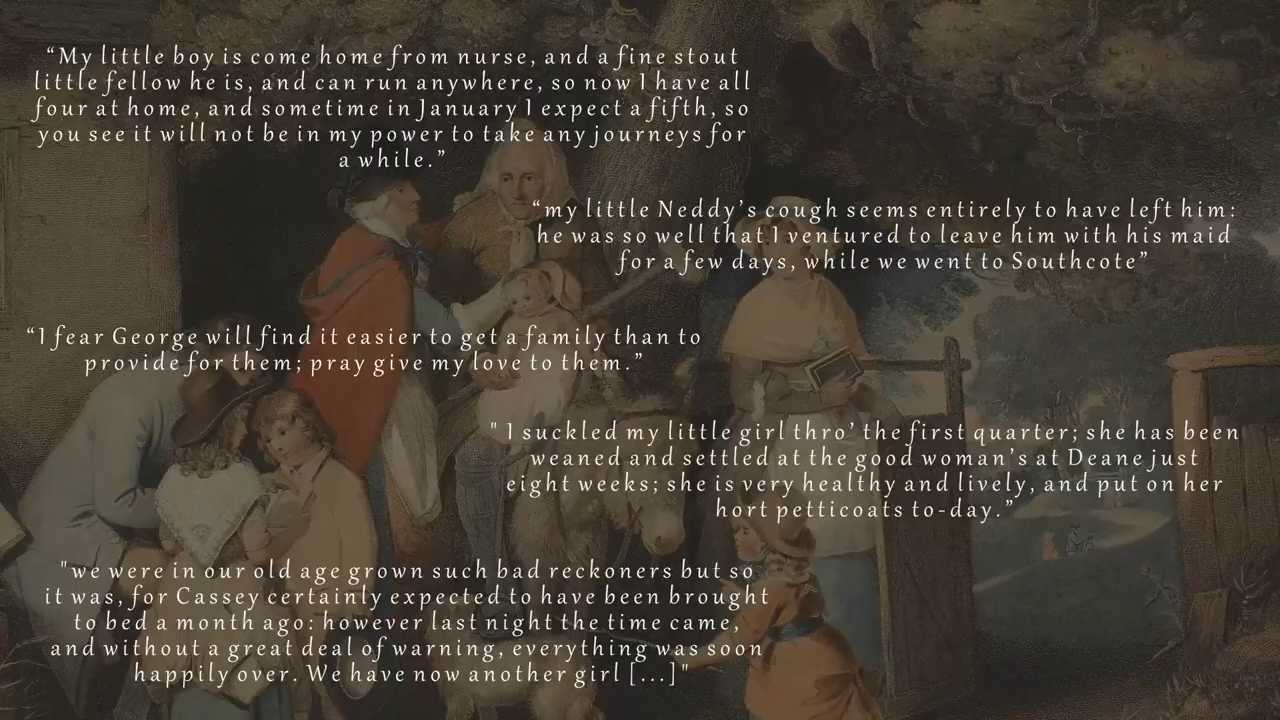 “My little boy is come home from nurse, and a fine stout
little fellow he is, and can run anywhere, so now I have all
four at home, and sometime in January I expect a fifth, so
you see it will not be in my power to take any journeys for
a while.”
“my little Neddy’s cough seems entirely to have left him:
he was so well that I ventured to leave him with his maid
for a few days, while we went to Southcote”
“I fear George will find it easier to get a family than to
provide for them; pray give my love to them.”
" I suckled my little girl thro’ the first quarter; she has been
weaned and settled at the good woman’s at Deane just
eight weeks; she is very healthy and lively, and put on her
hort petticoats to-day.”
"we were in our old age grown such bad reckoners but so
it was, for Cassey certainly expected to have been brought
to bed a month ago: however last night the time came,
and without a great deal of warning, everything was soon
happily over. We have now another girl [...] "